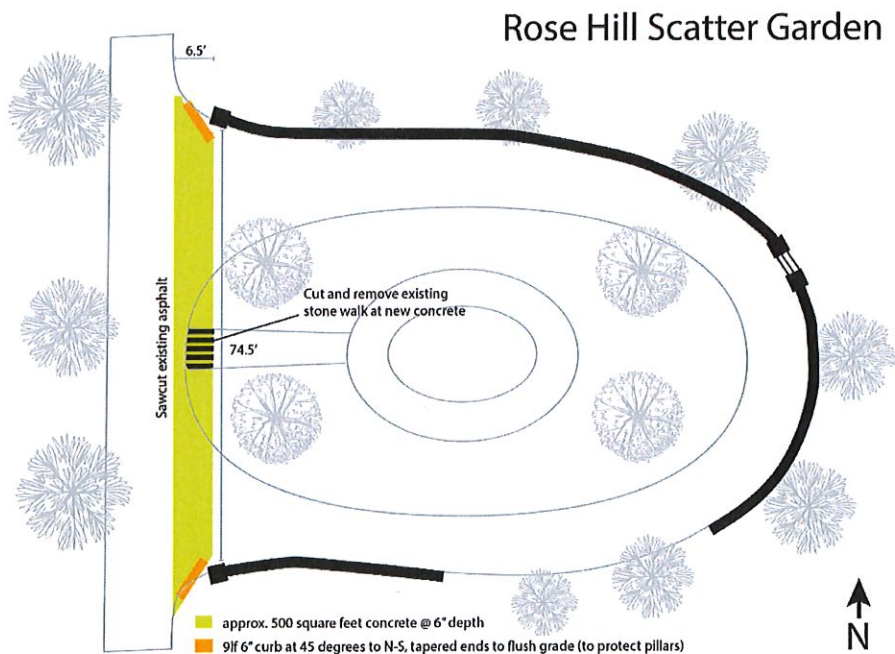 Rose Hill Scatter Garden
6.5'
Sawcut existing asphalt
Cut and remove existing
stone walk at new concrete
74.5'
approx. 500 square feet concrete @ 6" depth
9lf 6" curb at 45 degrees to N-S, tapered ends to flush grade (to protect pillars)
N